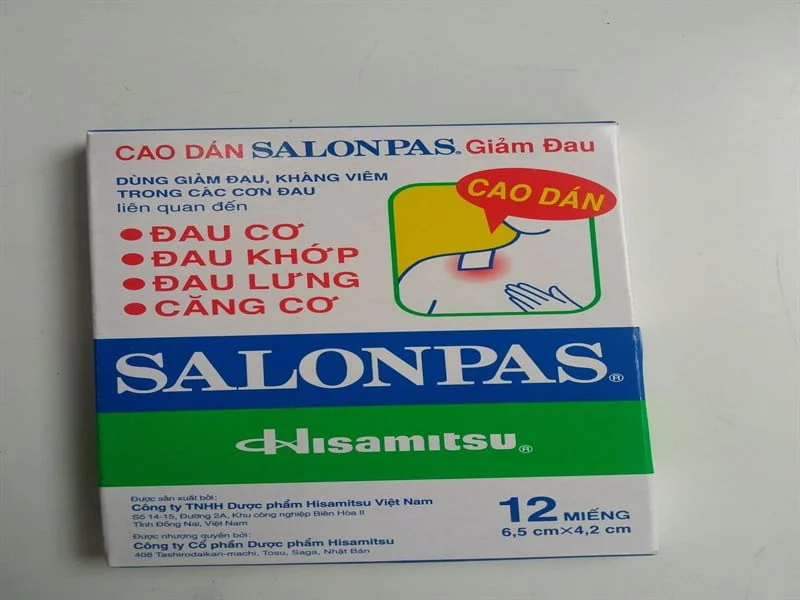 CAO DÁN SALONPAS® Giảm Đau
DÙNG GIẢM ĐAU, KHÁNG VIÊM
TRONG CÁC CƠN ĐAU
liên quan đến
● ĐAU CƠ
● ĐAU KHỚP
● ĐAU LƯNG
● CĂNG CƠ
CAO DÁN
SALONPAS®
Hisamitsu®
Được sản xuất bởi:
Công ty TNHH Dược phẩm Hisamitsu Việt Nam
Số 14-15, Đường 2A, Khu công nghiệp Biên Hòa II
Tỉnh Đồng Nai, Việt Nam
Được nhượng quyền bởi:
Công ty Cổ phần Dược phẩm Hisamitsu
408 Tashirodaikan-machi, Tosu, Saga, Nhật Bản
12 MIẾNG
6,5 cm×4,2 cm